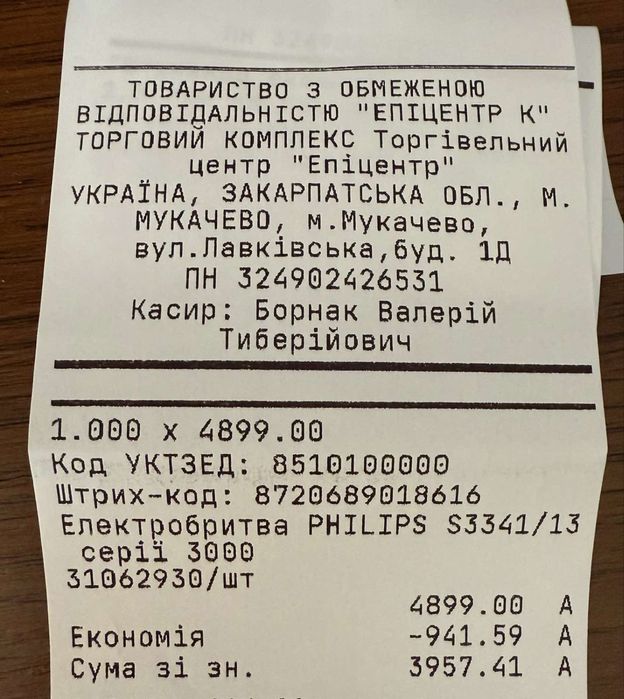 ТОВАРИСТВО З ОБМЕЖЕНОЮ
ВІДПОВІДАЛЬНІСТЮ "ЕПІЦЕНТР К"
ТОРГОВИЙ КОМПЛЕКС Торгівельний
центр "Епіцентр"
УКРАЇНА, ЗАКАРПАТСЬКА ОБЛ., М.
МУКАЧЕВО, м.Мукачево,
вул.Лавківська,буд. 1Д
ПН 324902426531
Касир: Борнак Валерій
Тиберійович
1.000 x 4899.00
Код УКТЗЕД: 8510100000
Штрих-код: 8720689018616
Електробритва PHILIPS S3341/13
серії 3000
31062930/шт
4899.00 А
Економія -941.59 А
Сума зі зн. 3957.41 А